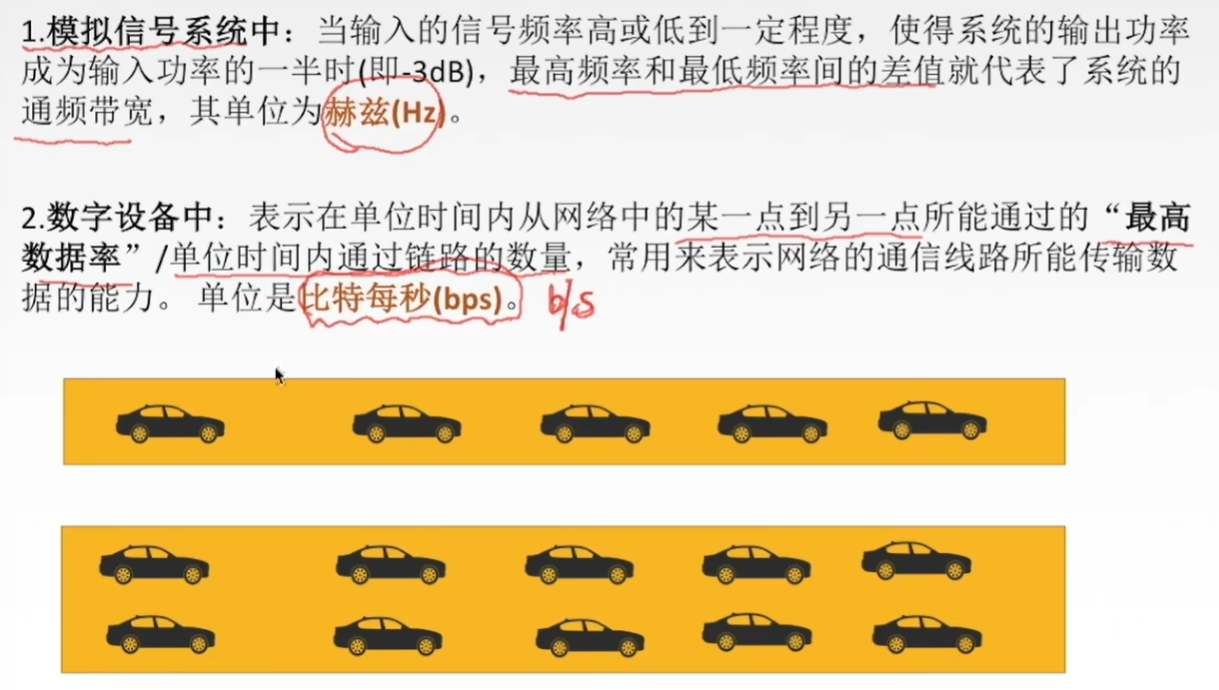 1.模拟信号系统中：当输入的信号频率高或低到一定程度，使得系统的输出功率
成为输入功率的一半时(即-3dB)，最高频率和最低频率间的差值就代表了系统的
通频带宽，其单位为赫兹(Hz)。
2.数字设备中：表示在单位时间内从网络中的某一点到另一点所能通过的“最高
数据率”/单位时间内通过链路的数量，常用来表示网络的通信线路所能传输数
据的能力。 单位是比特每秒(bps)。 b/s